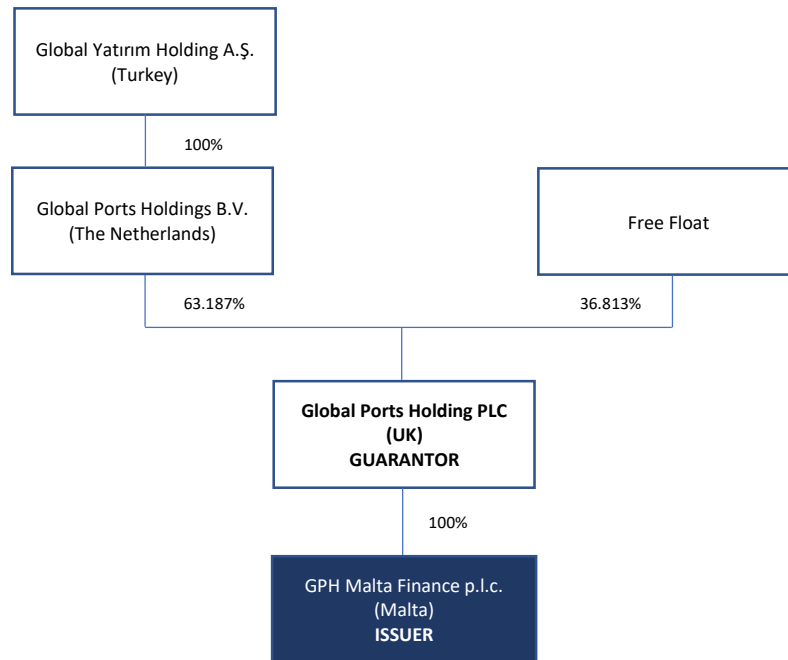 Global Yatırım Holding A.Ş.
(Turkey)
100%
Global Ports Holdings B.V.
(The Netherlands)
Free Float
63.187%
36.813%
Global Ports Holding PLC
(UK)
GUARANTOR
100%
GPH Malta Finance p.l.c.
(Malta)
ISSUER